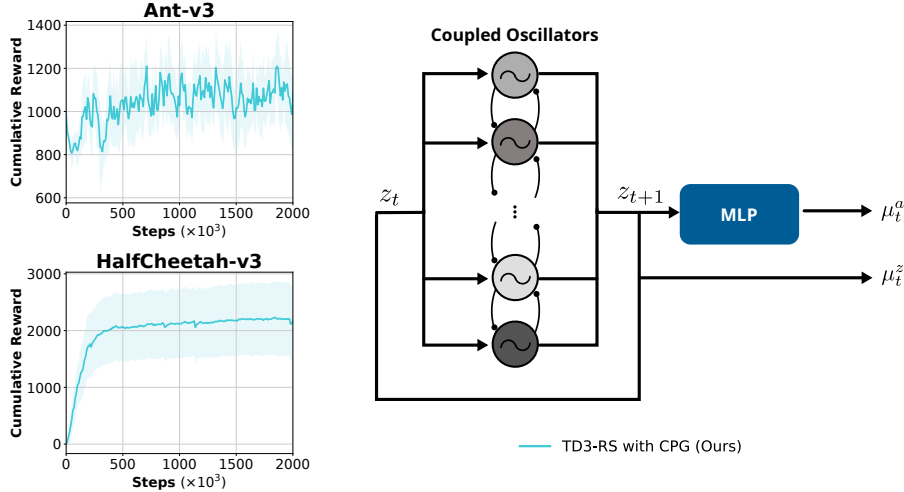 Ant-v3
Cumulative Reward
1400
1200
1000
800
600
0 500 1000 1500 2000
Steps (×10³)
HalfCheetah-v3
Cumulative Reward
3000
2000
1000
0
0 500 1000 1500 2000
Steps (×10³)
Coupled Oscillators
z_t
...
z_{t+1}
MLP
μ_t^a
μ_t^z
TD3-RS with CPG (Ours)